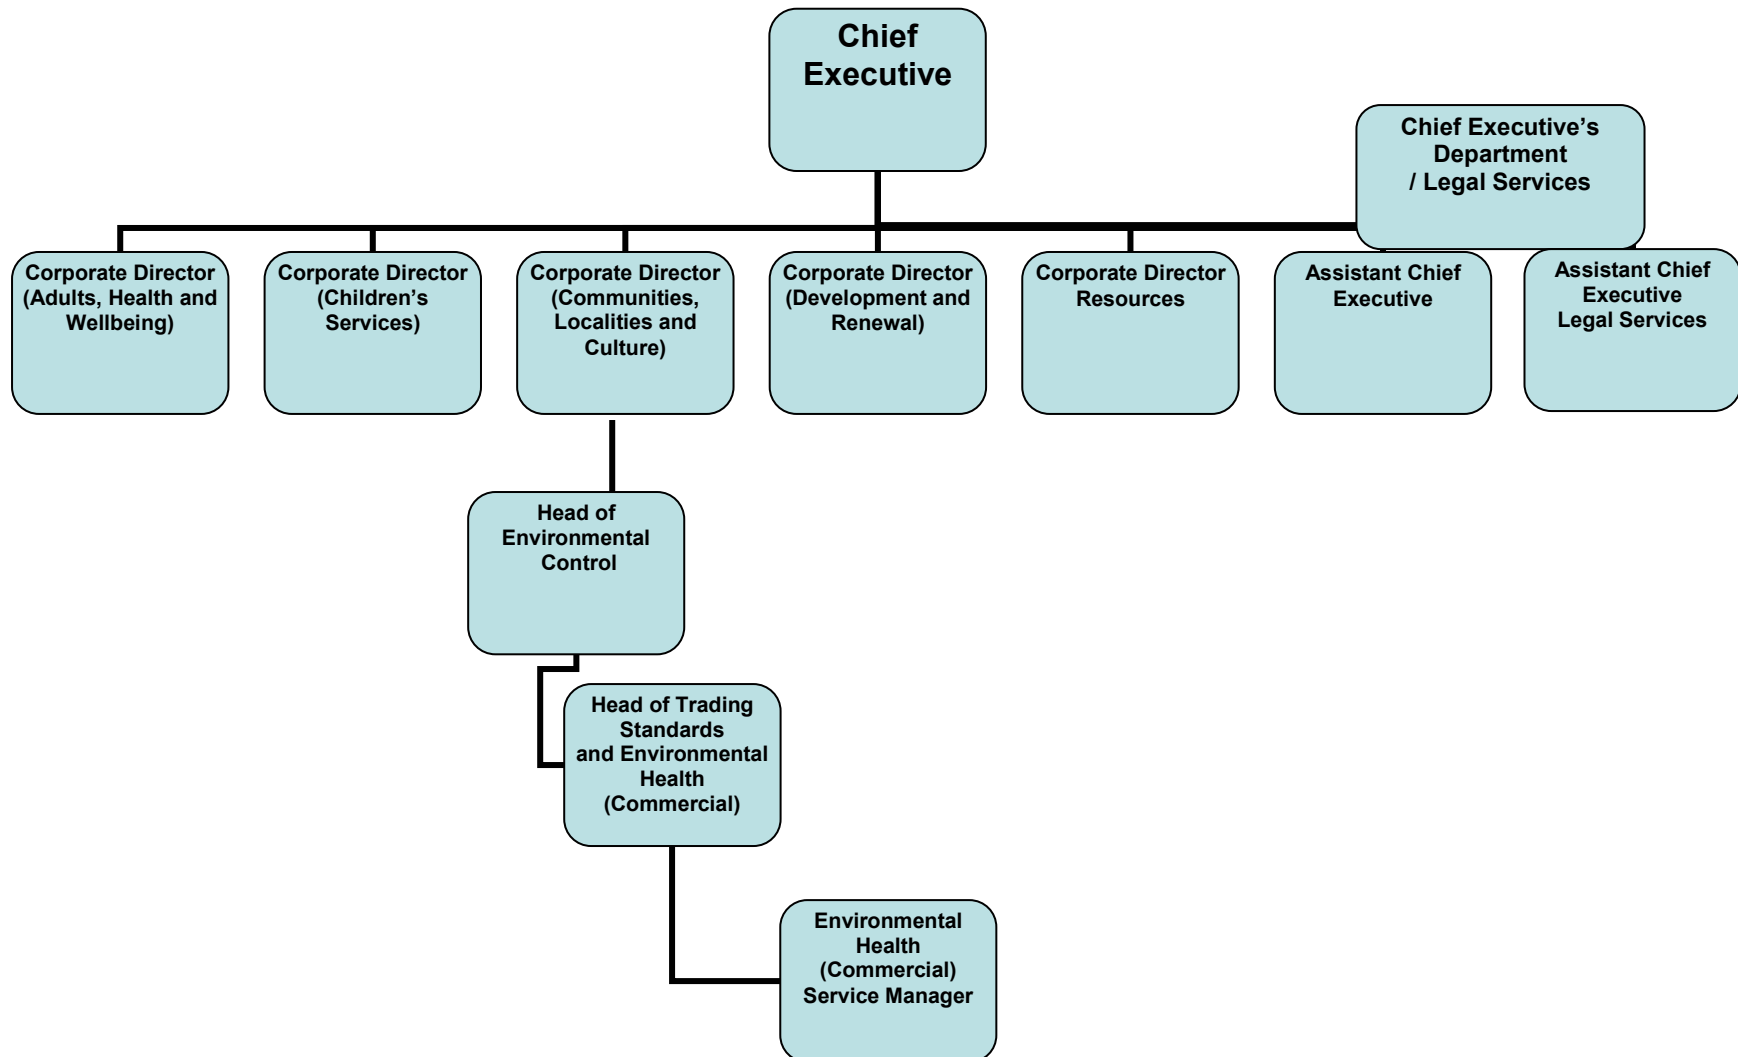 Chief
Executive
Chief Executive’s
Department
/ Legal Services
Corporate Director
(Adults, Health and
Wellbeing)
Corporate Director
(Children’s
Services)
Corporate Director
(Communities,
Localities and
Culture)
Corporate Director
(Development and
Renewal)
Corporate Director
Resources
Assistant Chief
Executive
Assistant Chief
Executive
Legal Services
Head of
Environmental
Control
Head of Trading
Standards
and Environmental
Health
(Commercial)
Environmental
Health
(Commercial)
Service Manager